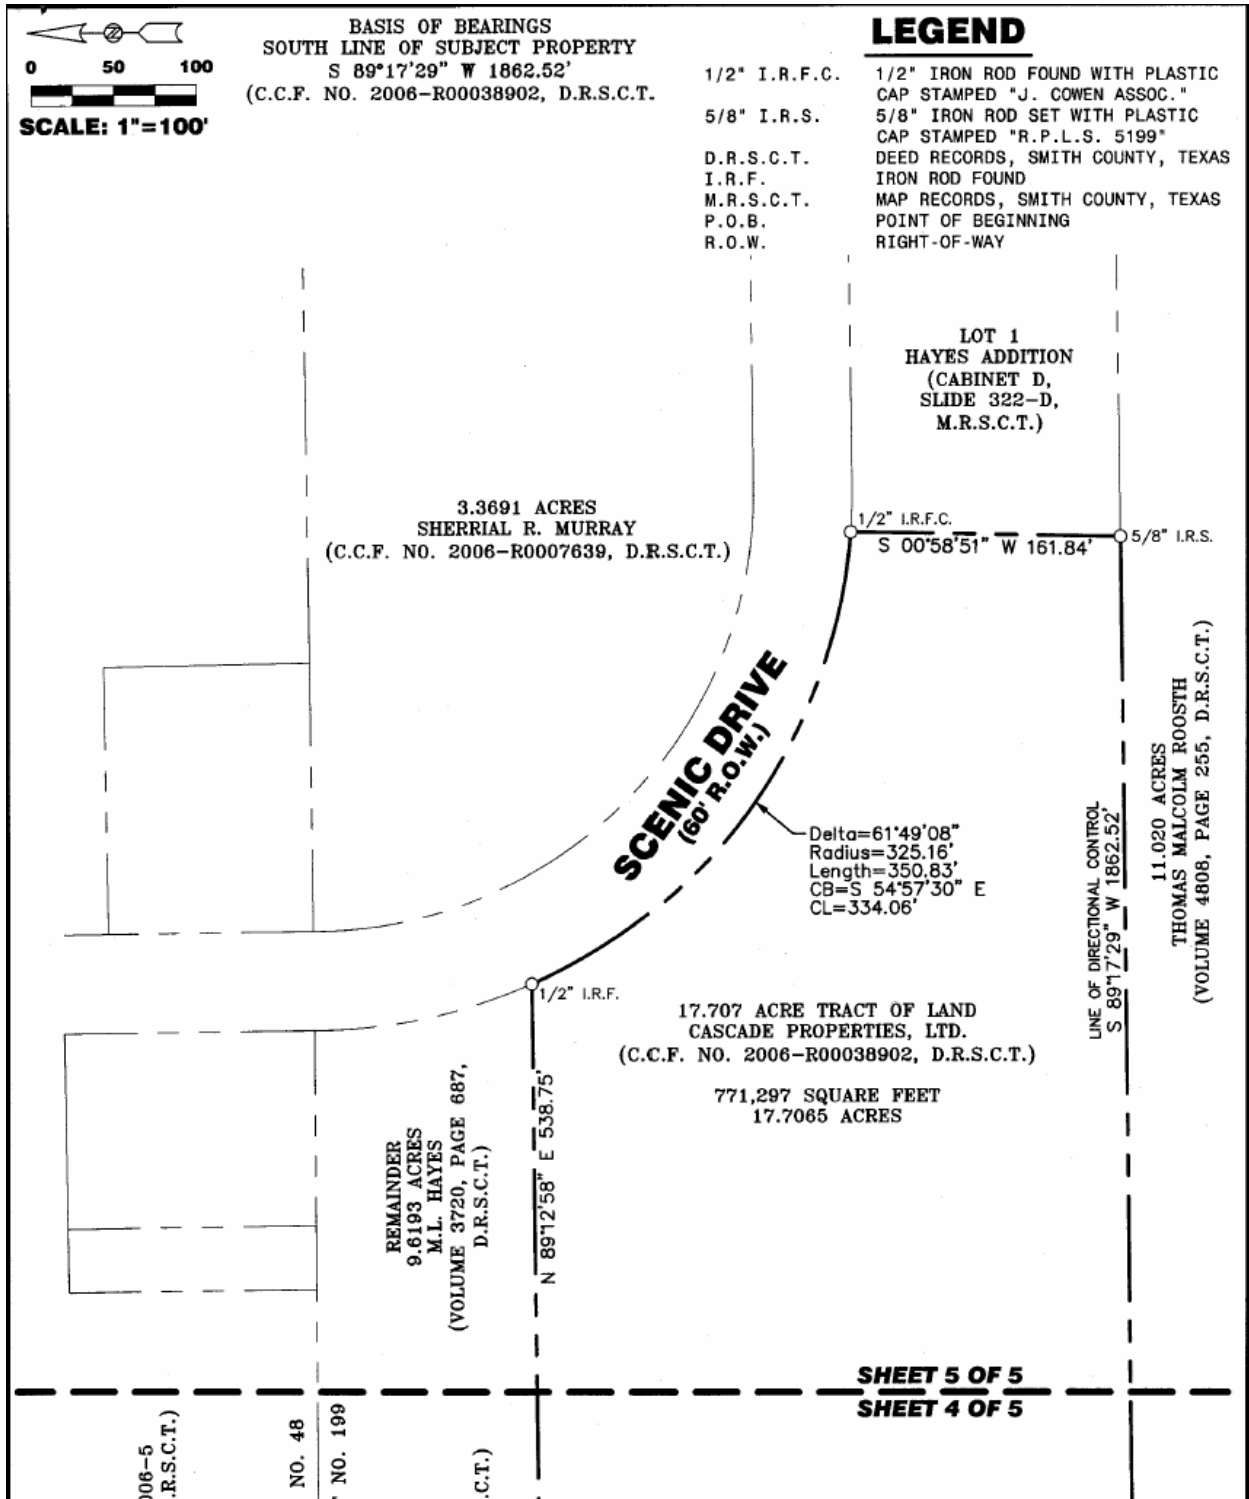 BASIS OF BEARINGS
SOUTH LINE OF SUBJECT PROPERTY
S 89°17'29" W 1862.52'
(C.C.F. NO. 2006-R00038902, D.R.S.C.T.
0 50 100
SCALE: 1"=100'
LEGEND
1/2" I.R.F.C. 1/2" IRON ROD FOUND WITH PLASTIC
CAP STAMPED "J. COWEN ASSOC."
5/8" I.R.S. 5/8" IRON ROD SET WITH PLASTIC
CAP STAMPED "R.P.L.S. 5199"
D.R.S.C.T. DEED RECORDS, SMITH COUNTY, TEXAS
I.R.F. IRON ROD FOUND
M.R.S.C.T. MAP RECORDS, SMITH COUNTY, TEXAS
P.O.B. POINT OF BEGINNING
R.O.W. RIGHT-OF-WAY
LOT 1
HAYES ADDITION
(CABINET D,
SLIDE 322-D,
M.R.S.C.T.)
3.3691 ACRES
SHERRIAL R. MURRAY
(C.C.F. NO. 2006-R0007639, D.R.S.C.T.)
1/2" I.R.F.C.
S 00°58'51" W 161.84'
5/8" I.R.S.
SCENIC DRIVE
(60' R.O.W.)
Delta=61°49'08"
Radius=325.16'
Length=350.83'
CB=S 54°57'30" E
CL=334.06'
LINE OF DIRECTIONAL CONTROL
S 89°17'29" W 1862.52'
11.020 ACRES
THOMAS MALCOLM ROOSTH
(VOLUME 4808, PAGE 255, D.R.S.C.T.)
1/2" I.R.F.
17.707 ACRE TRACT OF LAND
CASCADE PROPERTIES, LTD.
(C.C.F. NO. 2006-R00038902, D.R.S.C.T.)
771,297 SQUARE FEET
17.7065 ACRES
REMAINDER
9.6193 ACRES
M.L. HAYES
(VOLUME 3720, PAGE 687,
D.R.S.C.T.)
N 89°12'58" E 538.75'
SHEET 5 OF 5
SHEET 4 OF 5
006-5
.R.S.C.T.)
NO. 48
NO. 199
.C.T.)